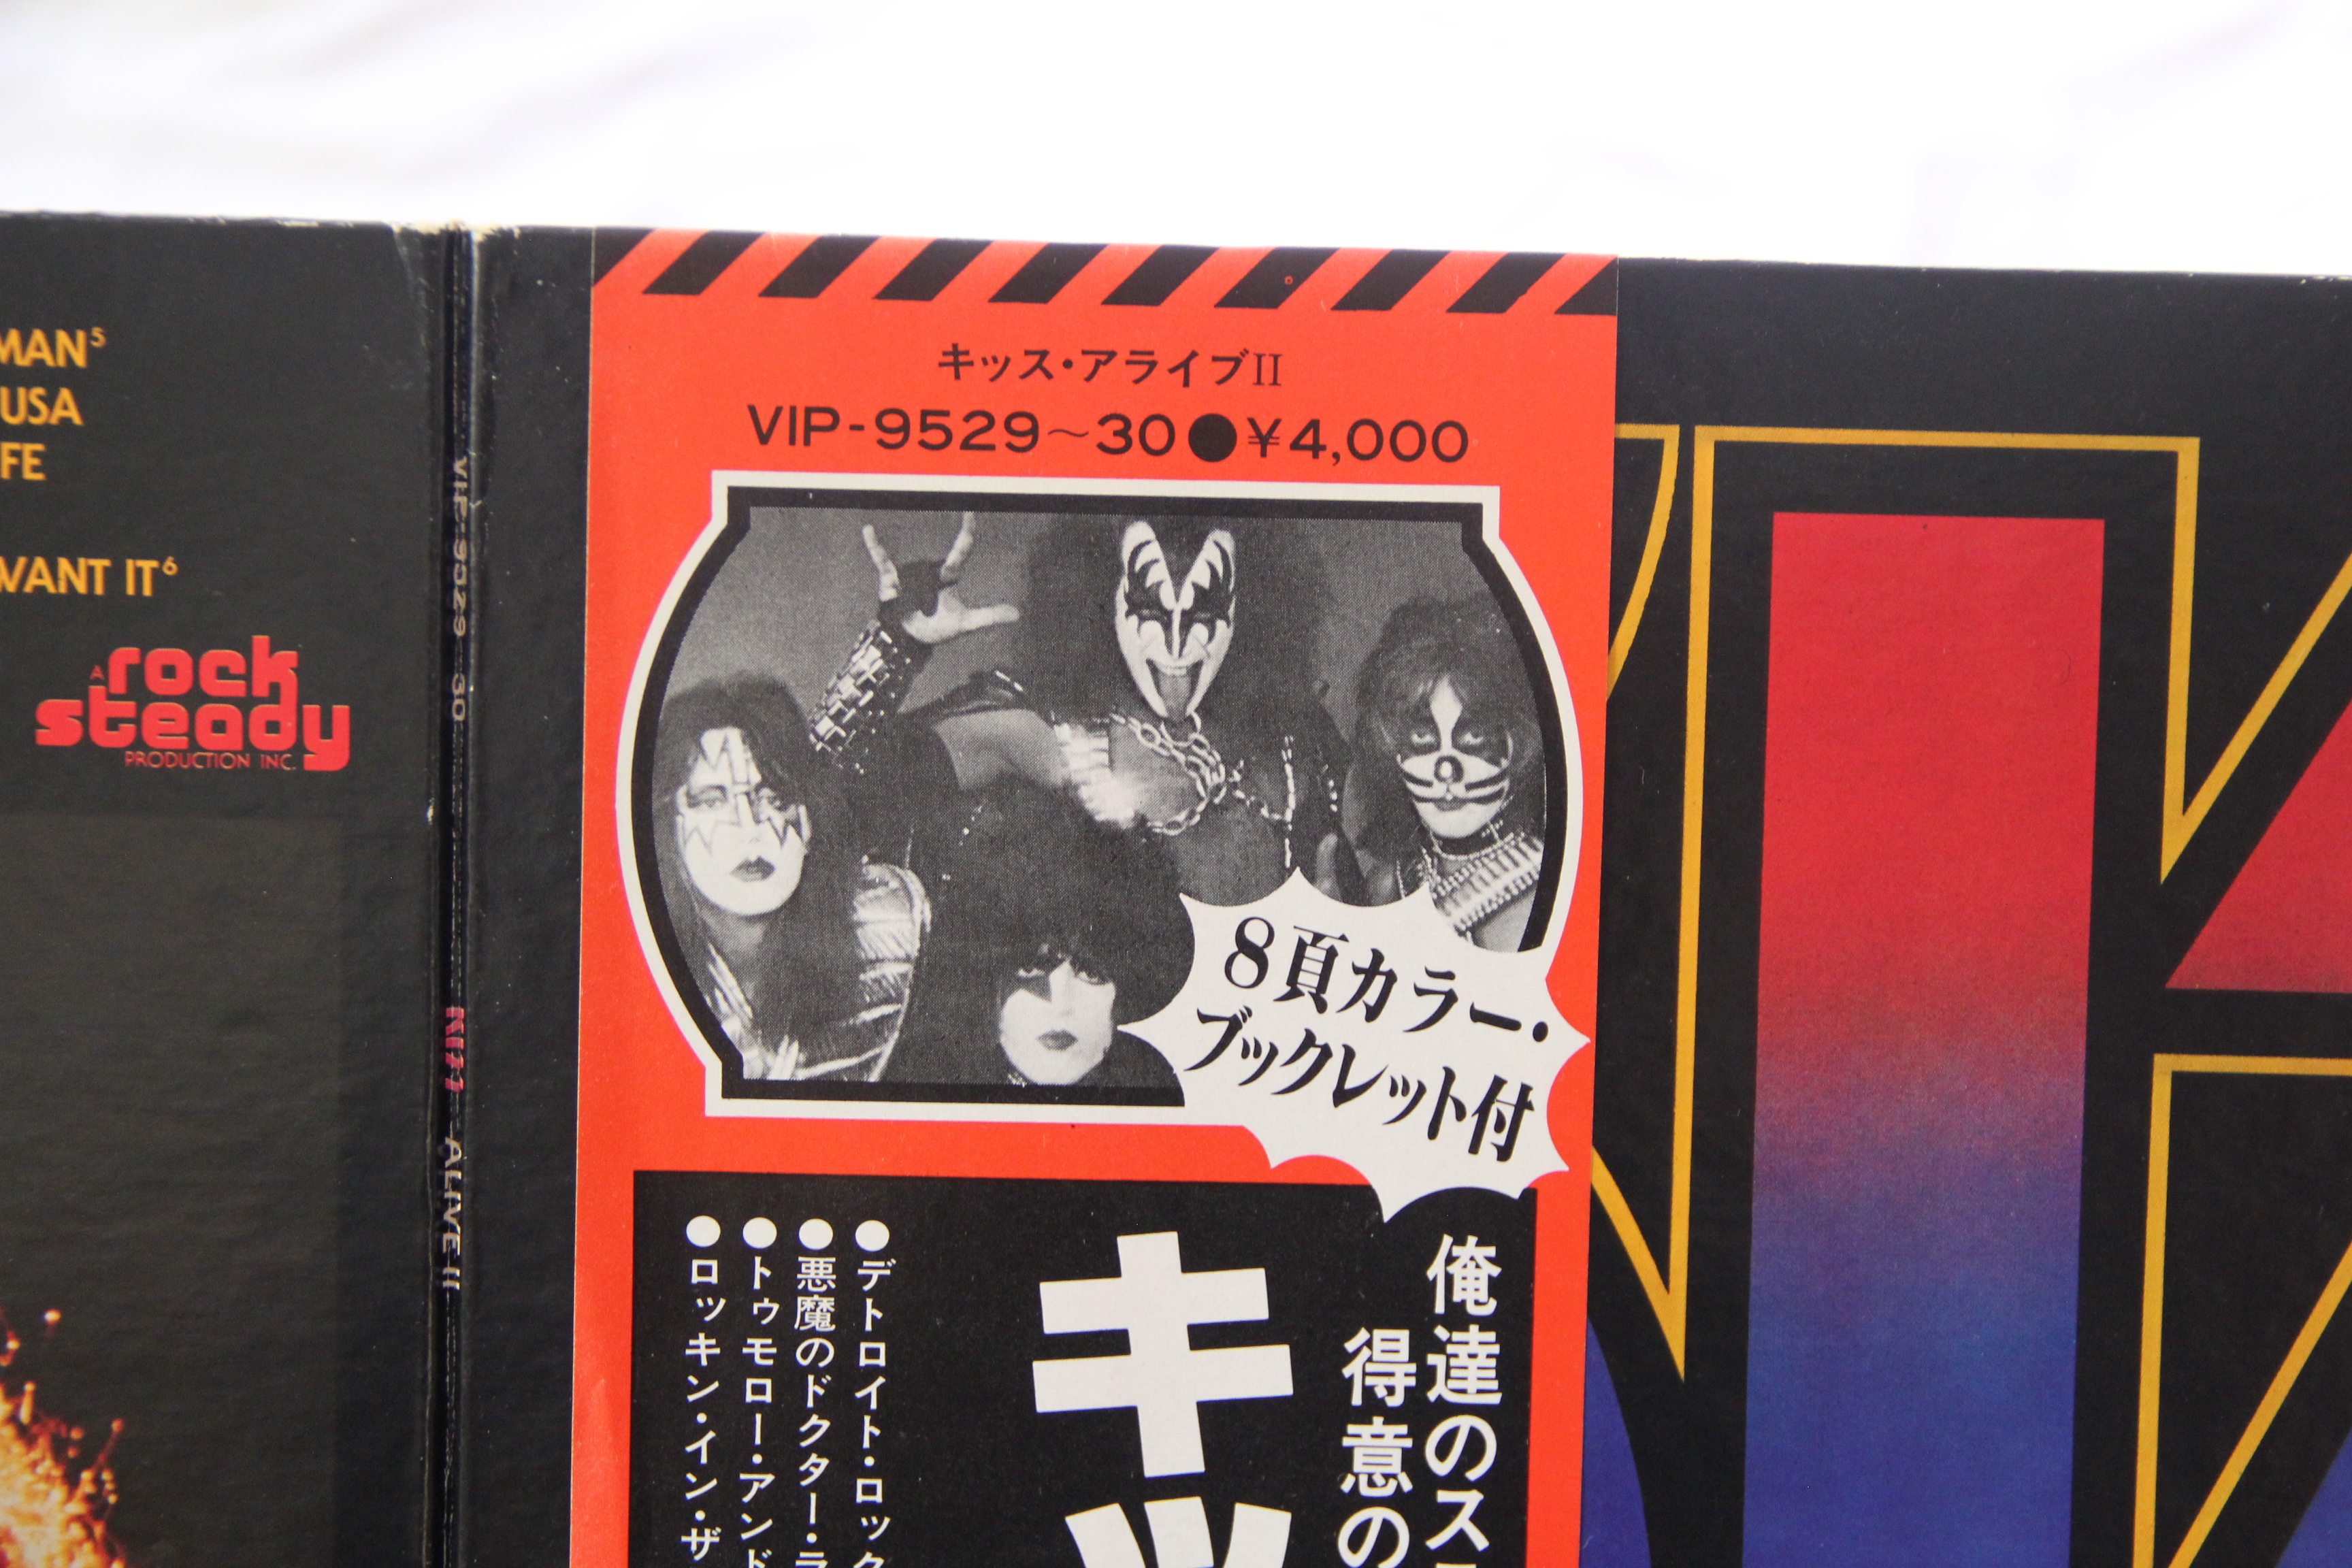 MAN⁵
USA
FE
WANT IT⁶
A rock
steady
PRODUCTION INC.
VIP-9529~30 KISS ALIVE II
キッス・アライブII
VIP-9529〜30●¥4,000
8頁カラー・
ブックレット付
俺達のス
得意の
キッ
●デトロイト・ロック
●悪魔のドクター・ラ
●トゥモロー・アンド
●ロッキン・イン・ザ